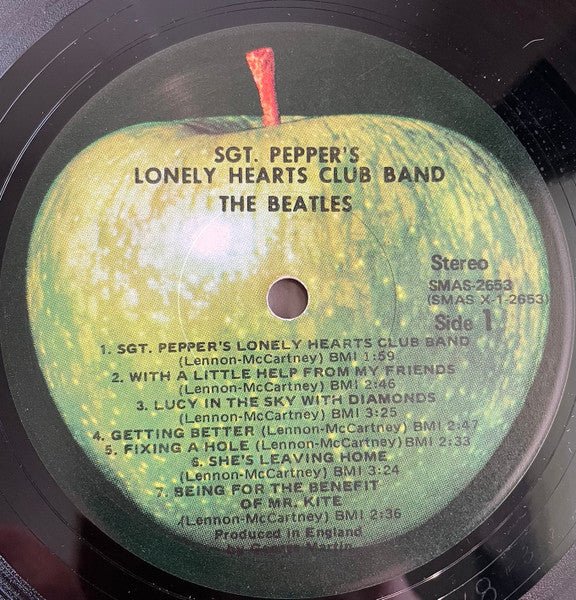 SGT. PEPPER'S
LONELY HEARTS CLUB BAND
THE BEATLES
Stereo
SMAS-2653
(SMAS X-1-2653)
Side 1
1. SGT. PEPPER'S LONELY HEARTS CLUB BAND
(Lennon-McCartney) BMI 1:59
2. WITH A LITTLE HELP FROM MY FRIENDS
(Lennon-McCartney) BMI 2:46
3. LUCY IN THE SKY WITH DIAMONDS
(Lennon-McCartney) BMI 3:25
4. GETTING BETTER (Lennon-McCartney) BMI 2:47
5. FIXING A HOLE (Lennon-McCartney) BMI 2:33
6. SHE'S LEAVING HOME
(Lennon-McCartney) BMI 3:24
7. BEING FOR THE BENEFIT
OF MR. KITE
(Lennon-McCartney) BMI 2:36
Produced in England
by George Martin